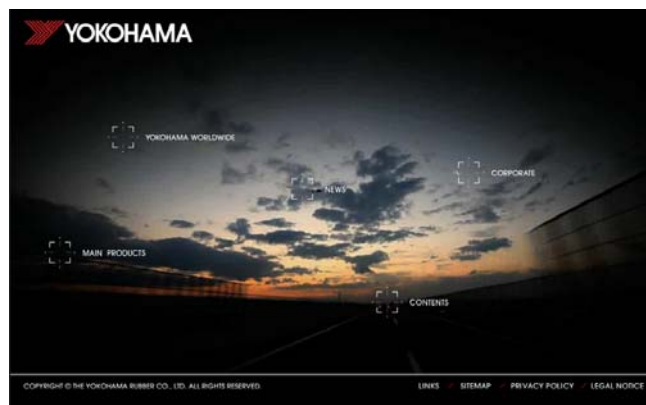 YOKOHAMA
YOKOHAMA WORLDWIDE
CORPORATE
NEWS
MAIN PRODUCTS
CONTENTS
COPYRIGHT © THE YOKOHAMA RUBBER CO., LTD. ALL RIGHTS RESERVED.
LINKS / SITEMAP / PRIVACY POLICY / LEGAL NOTICE